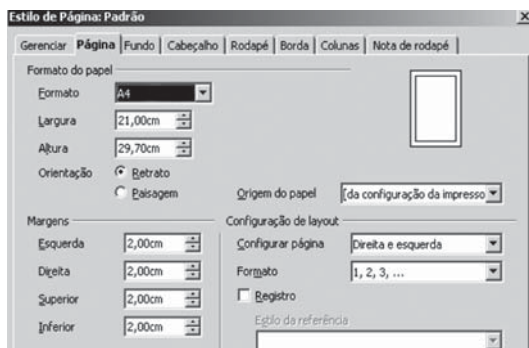 Estilo de Página: Padrão X
Gerenciar Página Fundo Cabeçalho Rodapé Borda Colunas Nota de rodapé
Formato do papel
Formato A4
Largura 21,00cm
Altura 29,70cm
Orientação Retrato
Paisagem Origem do papel [da configuração da impresso
Margens Configuração de layout
Esquerda 2,00cm Configurar página Direita e esquerda
Direita 2,00cm Formato 1, 2, 3, ...
Superior 2,00cm Registro
Inferior 2,00cm Estilo da referência